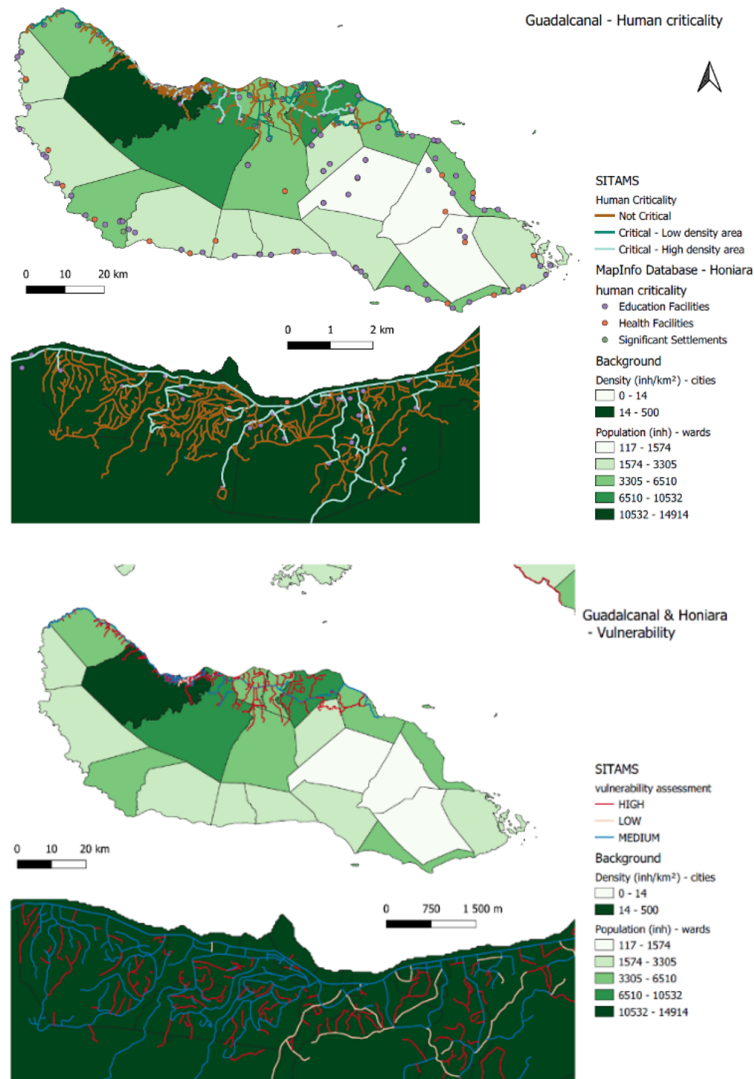 Guadalcanal - Human criticality
SITAMS
Human Criticality
Not Critical
Critical - Low density area
Critical - High density area
MapInfo Database - Honiara
human criticality
Education Facilities
Health Facilities
Significant Settlements
Background
Density (inh/km²) - cities
0 - 14
14 - 500
Population (inh) - wards
117 - 1574
1574 - 3305
3305 - 6510
6510 - 10532
10532 - 14914
0 10 20 km
0 1 2 km
Guadalcanal & Honiara
- Vulnerability
SITAMS
vulnerability assessment
HIGH
LOW
MEDIUM
Background
Density (inh/km²) - cities
0 - 14
14 - 500
Population (inh) - wards
117 - 1574
1574 - 3305
3305 - 6510
6510 - 10532
10532 - 14914
0 10 20 km
0 750 1 500 m